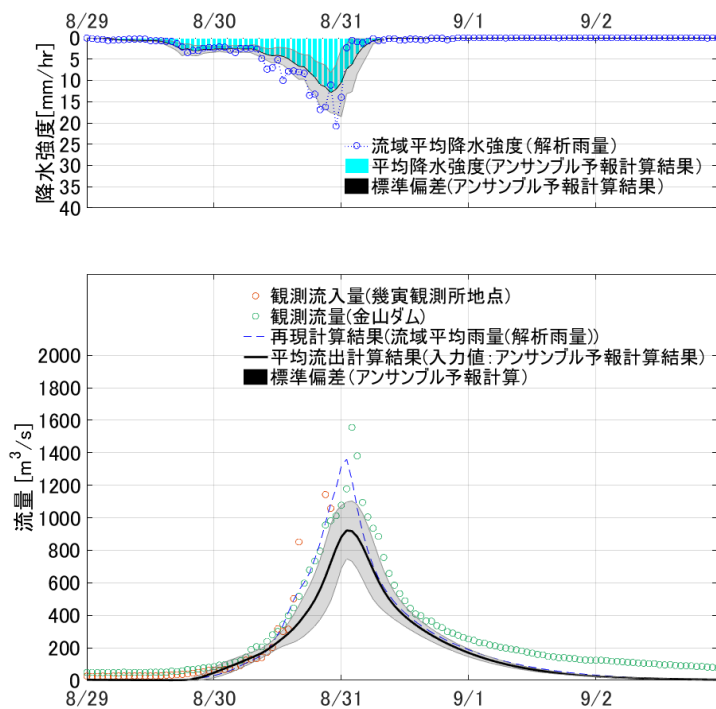 8/29 8/30 8/31 9/1 9/2
0
5
10
15
20
25
30
35
40
降水強度[mm/hr]
流域平均降水強度(解析雨量)
平均降水強度(アンサンブル予報計算結果)
標準偏差(アンサンブル予報計算結果)
観測流入量(幾寅観測所地点)
観測流量(金山ダム)
再現計算結果(流域平均雨量(解析雨量))
平均流出計算結果(入力値:アンサンブル予報計算結果)
標準偏差(アンサンブル予報計算)
2000
1800
1600
1400
1200
1000
800
600
400
200
0
流量 [m³/s]
8/29 8/30 8/31 9/1 9/2